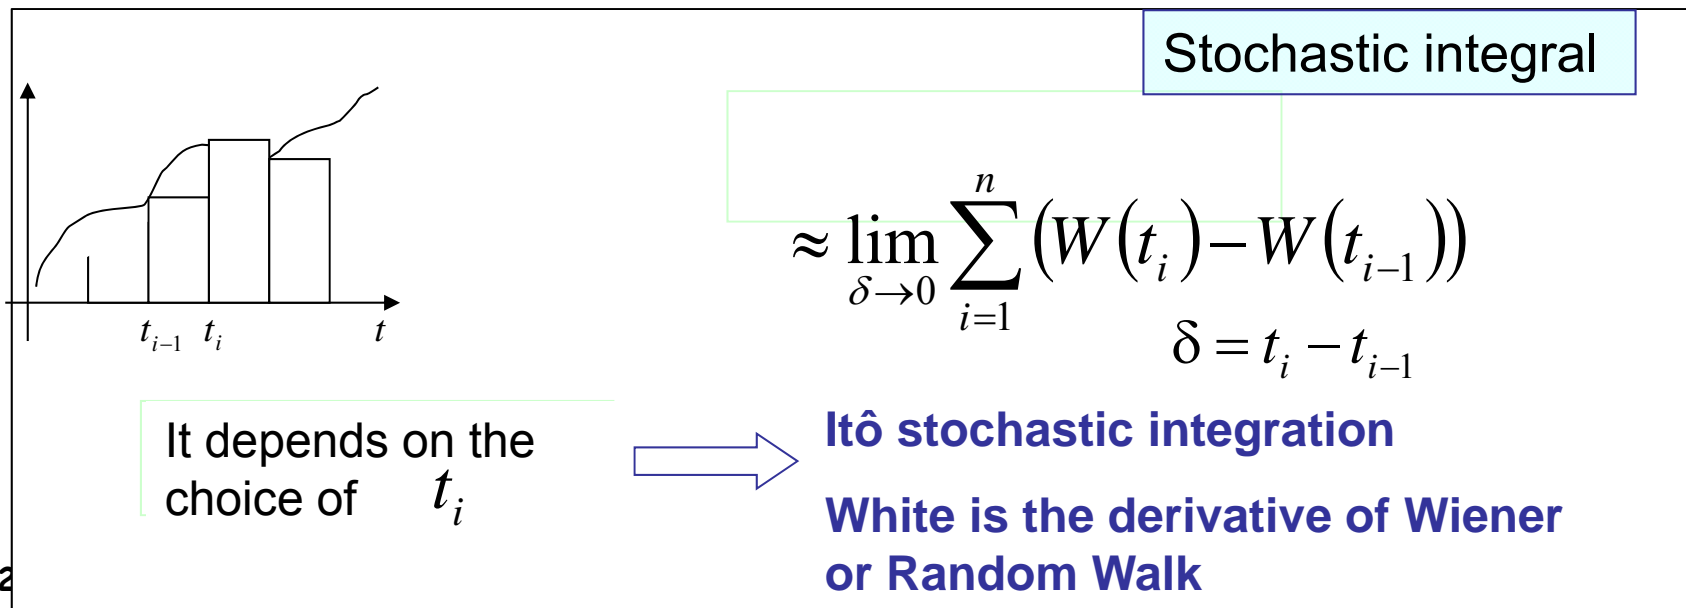 Stochastic integral
≈ lim_{δ→0} ∑_{i=1}^{n} (W(t_i) − W(t_{i−1}))
δ = t_i − t_{i−1}
t_{i−1} t_i t
It depends on the
choice of t_i
Itô stochastic integration
White is the derivative of Wiener
or Random Walk
2